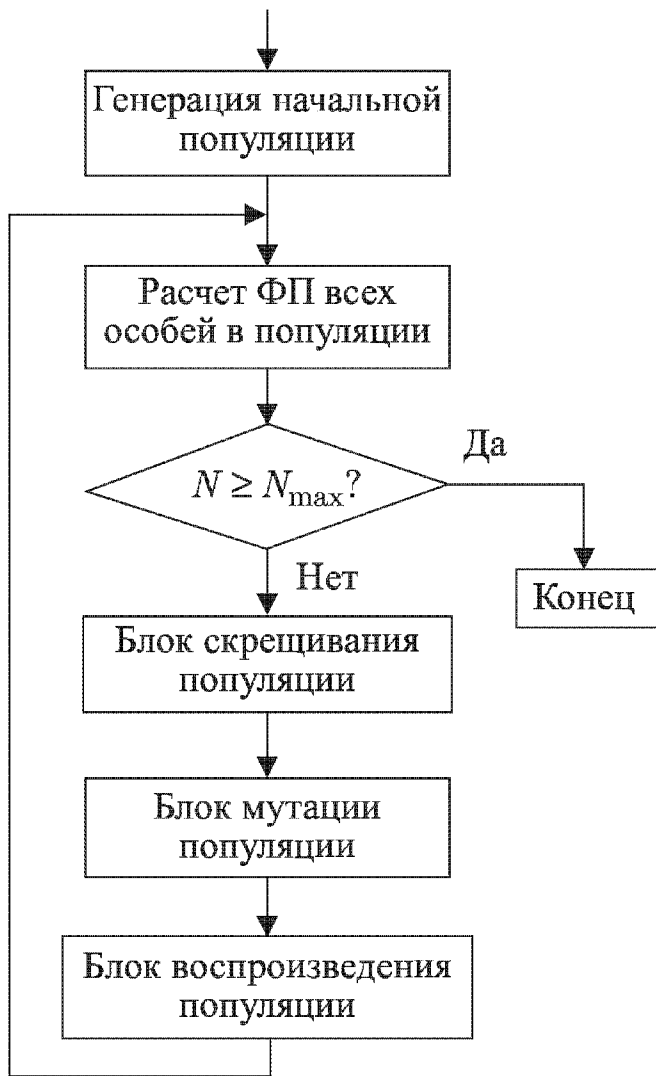 Генерация начальной
популяции
Расчет ФП всех
особей в популяции
N ≥ Nmax?
Да
Нет
Конец
Блок скрещивания
популяции
Блок мутации
популяции
Блок воспроизведения
популяции